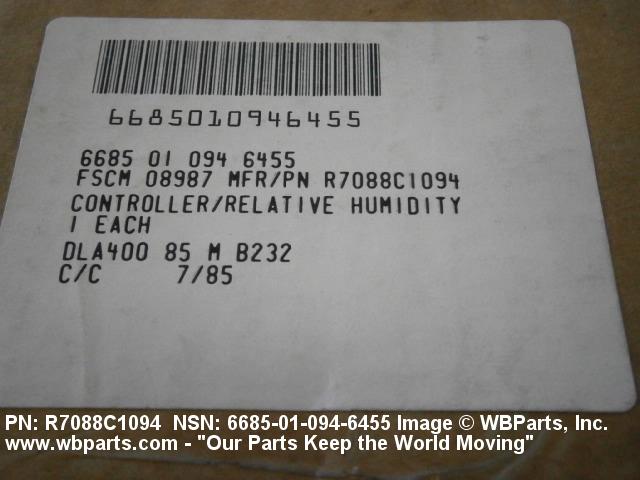 6685010946455
6685 01 094 6455
FSCM 08987 MFR/PN R7088C1094
CONTROLLER/RELATIVE HUMIDITY
1 EACH
DLA400 85 M B232
C/C 7/85
PN: R7088C1094 NSN: 6685-01-094-6455 Image © WBParts, Inc.
www.wbparts.com - "Our Parts Keep the World Moving"